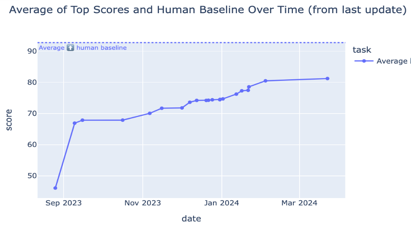 Average of Top Scores and Human Baseline Over Time (from last update)
task
Average
Average ⬆️ human baseline
90
80
70
60
50
score
Sep 2023
Nov 2023
Jan 2024
Mar 2024
date